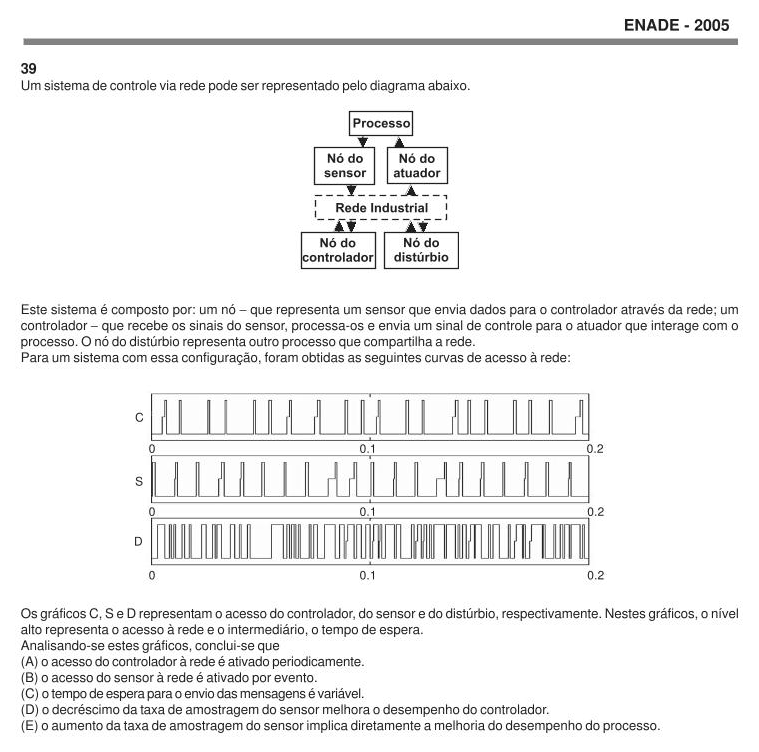 ENADE - 2005
39
Um sistema de controle via rede pode ser representado pelo diagrama abaixo.
Processo
Nó do
sensor
Nó do
atuador
Rede Industrial
Nó do
controlador
Nó do
distúrbio
Este sistema é composto por: um nó – que representa um sensor que envia dados para o controlador através da rede; um
controlador – que recebe os sinais do sensor, processa-os e envia um sinal de controle para o atuador que interage com o
processo. O nó do distúrbio representa outro processo que compartilha a rede.
Para um sistema com essa configuração, foram obtidas as seguintes curvas de acesso à rede:
C
0 0.1 0.2
S
0 0.1 0.2
D
0 0.1 0.2
Os gráficos C, S e D representam o acesso do controlador, do sensor e do distúrbio, respectivamente. Nestes gráficos, o nível
alto representa o acesso à rede e o intermediário, o tempo de espera.
Analisando-se estes gráficos, conclui-se que
(A) o acesso do controlador à rede é ativado periodicamente.
(B) o acesso do sensor à rede é ativado por evento.
(C) o tempo de espera para o envio das mensagens é variável.
(D) o decréscimo da taxa de amostragem do sensor melhora o desempenho do controlador.
(E) o aumento da taxa de amostragem do sensor implica diretamente a melhoria do desempenho do processo.